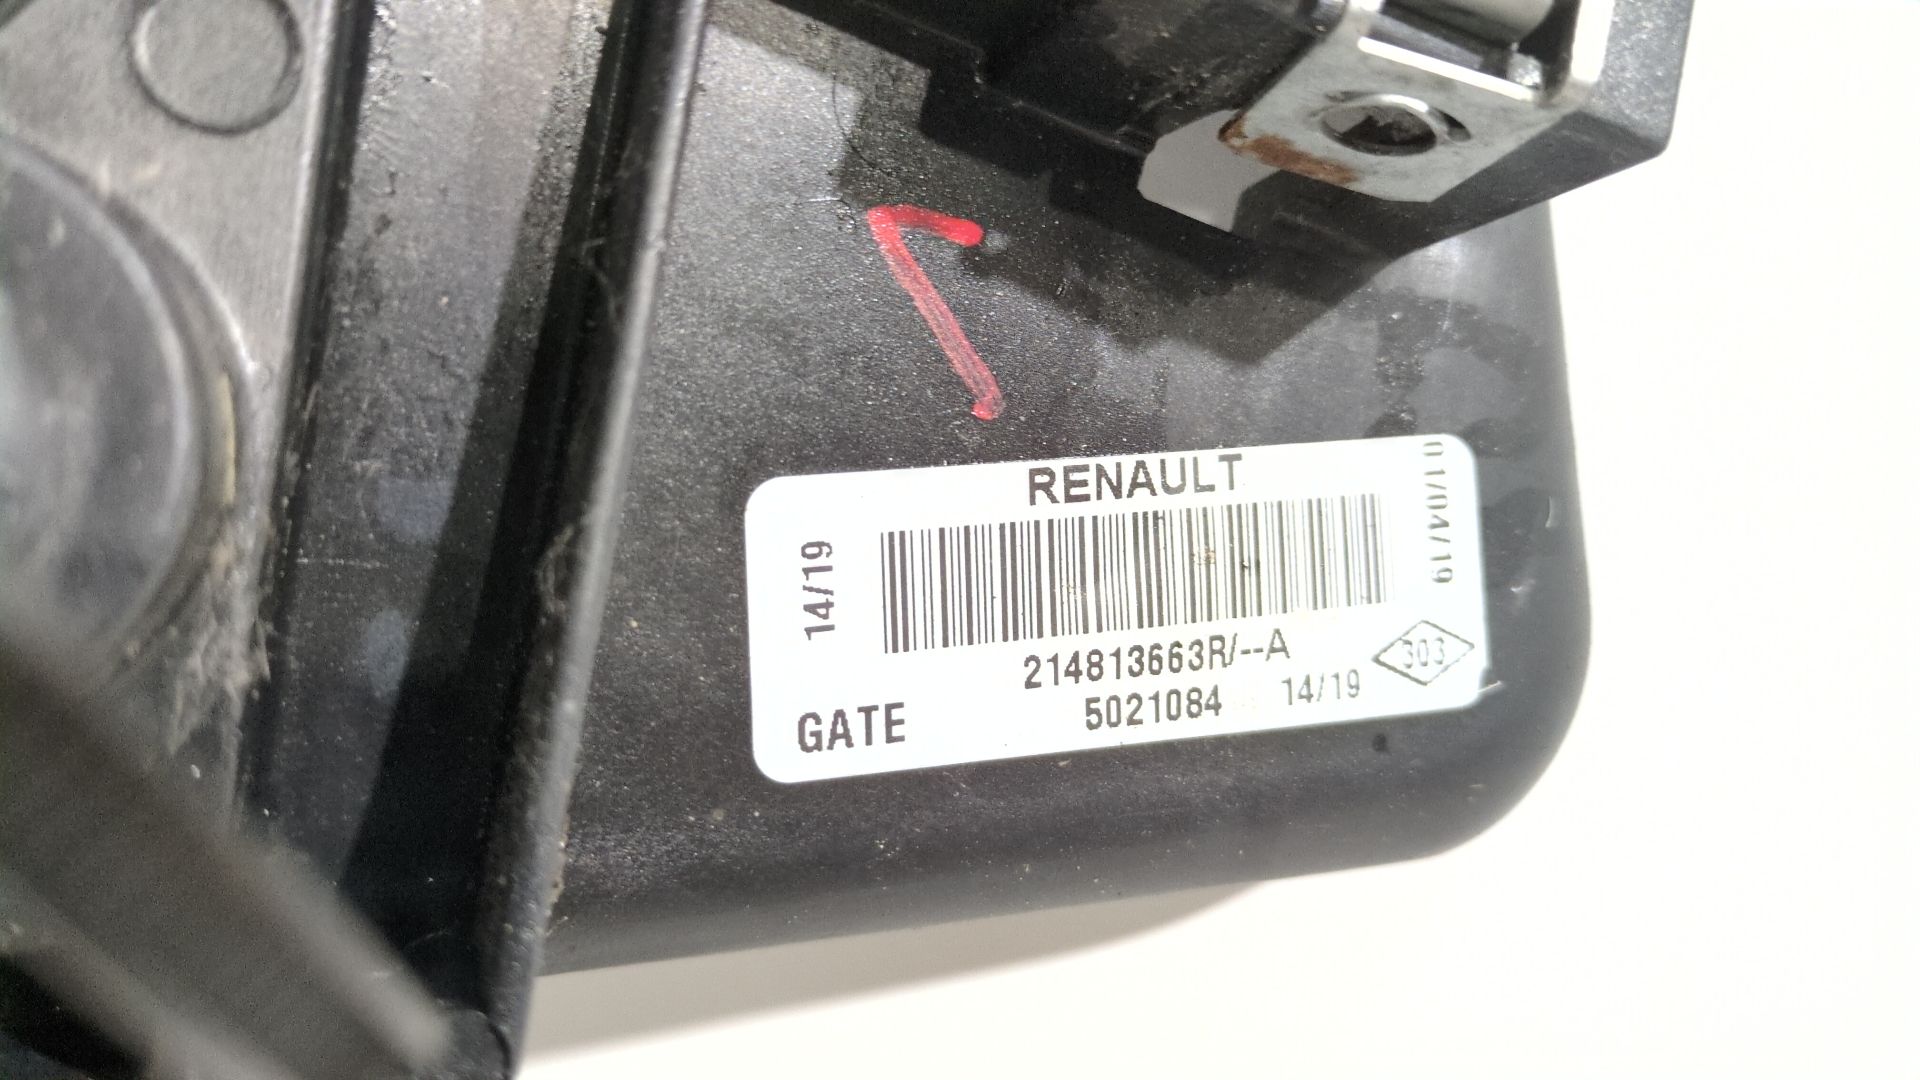 RENAULT
14/19
01/04/19
214813663R/--A
303
GATE
5021084
14/19